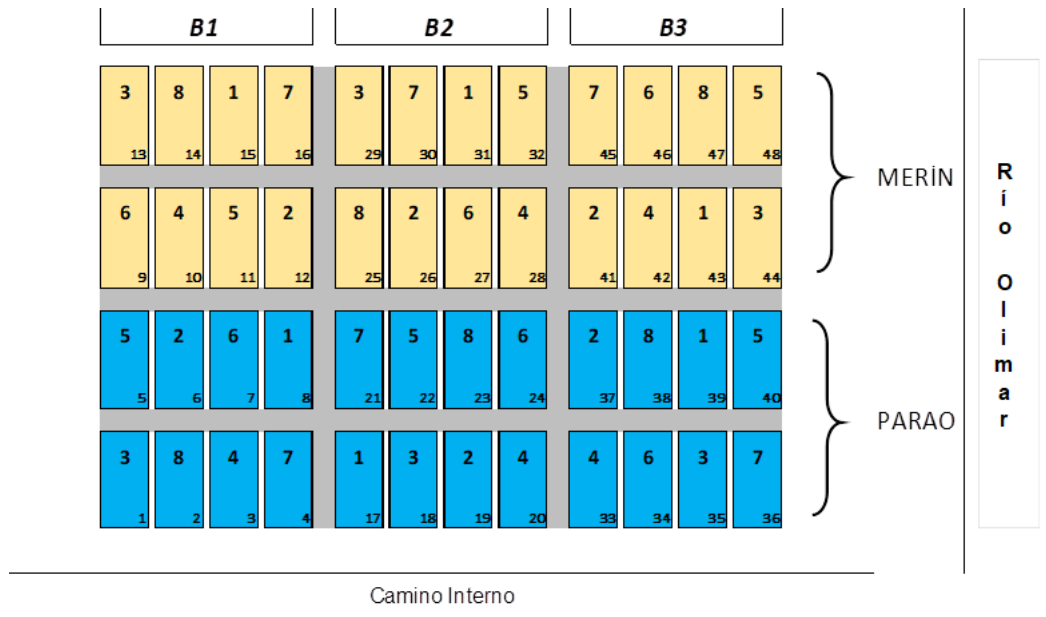 B1 B2 B3
3 8 1 7 3 7 1 5 7 6 8 5
13 14 15 16 29 30 31 32 45 46 47 48
MERÍN
6 4 5 2 8 2 6 4 2 4 1 3
9 10 11 12 25 26 27 28 41 42 43 44
5 2 6 1 7 5 8 6 2 8 1 5
5 6 7 8 21 22 23 24 37 38 39 40
PARAO
3 8 4 7 1 3 2 4 4 6 3 7
1 2 3 4 17 18 19 20 33 34 35 36
Río Olimar
Camino Interno